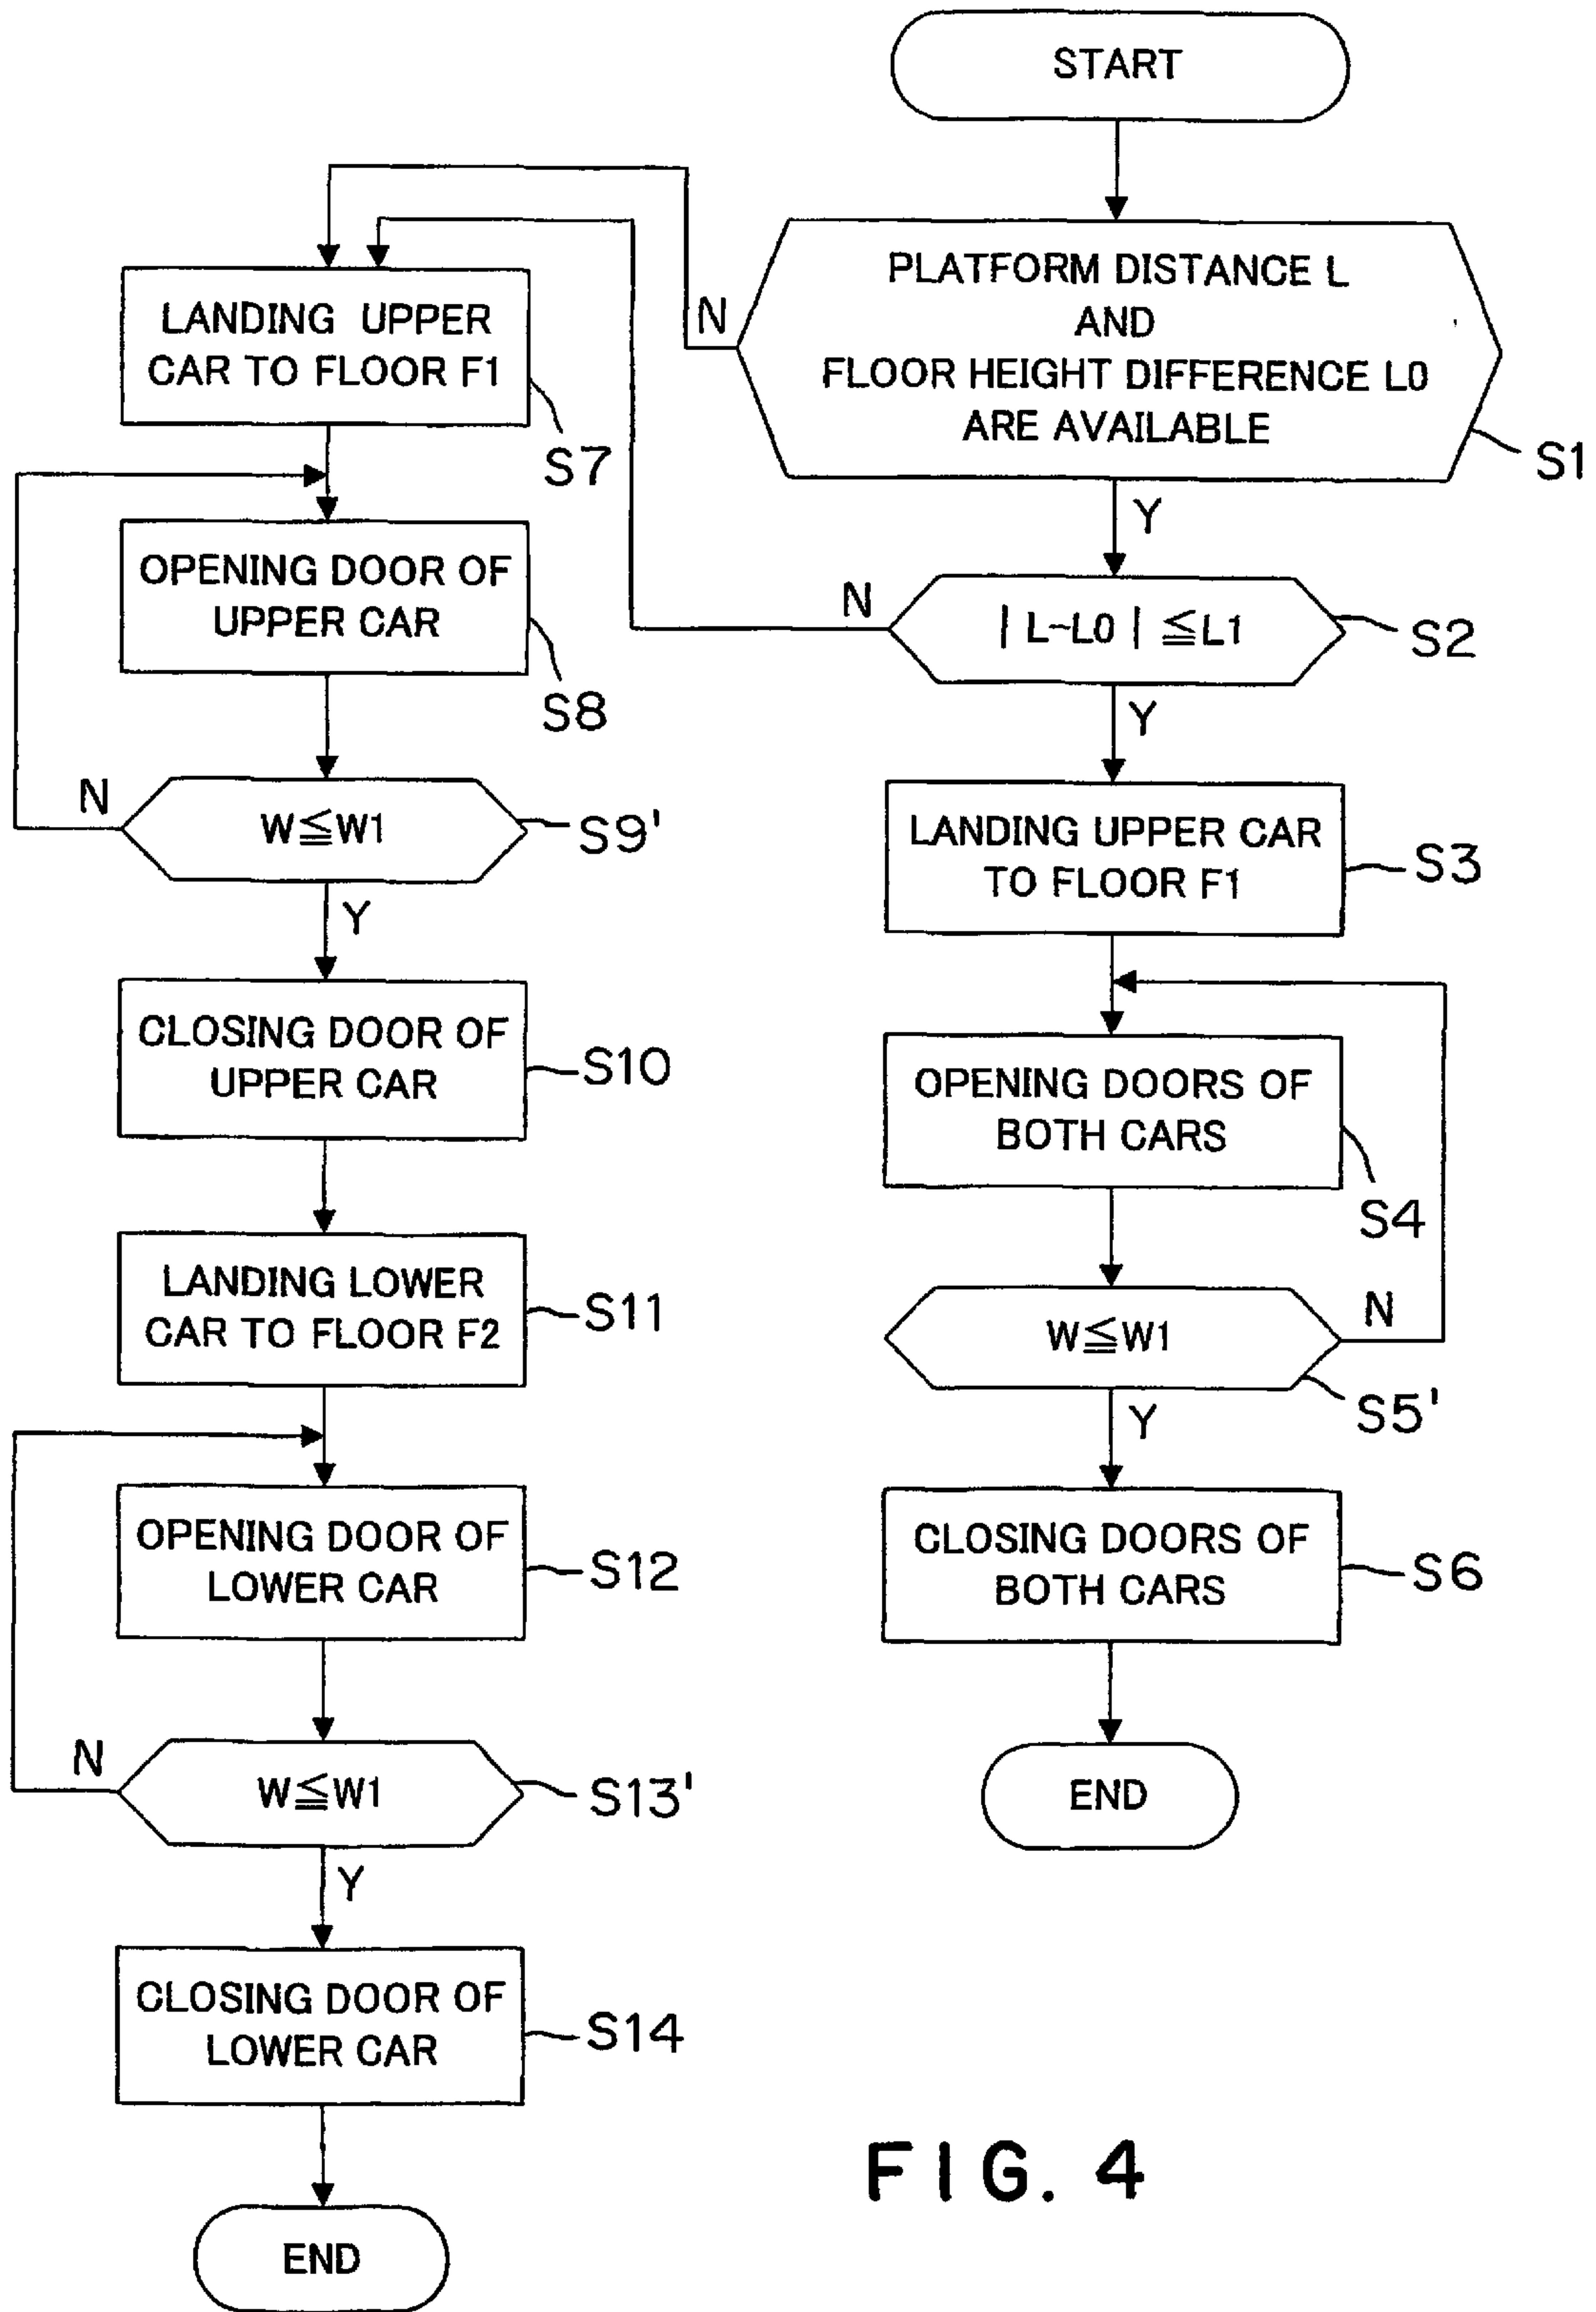 START
PLATFORM DISTANCE L
AND
FLOOR HEIGHT DIFFERENCE L0
ARE AVAILABLE
S1
N
Y
| L-L0 | ≦L1
S2
N
Y
LANDING UPPER CAR
TO FLOOR F1
S3
OPENING DOORS OF
BOTH CARS
S4
W≦W1
S5'
N
Y
CLOSING DOORS OF
BOTH CARS
S6
END
LANDING UPPER
CAR TO FLOOR F1
S7
OPENING DOOR OF
UPPER CAR
S8
N
W≦W1
S9'
Y
CLOSING DOOR OF
UPPER CAR
S10
LANDING LOWER
CAR TO FLOOR F2
S11
OPENING DOOR OF
LOWER CAR
S12
N
W≦W1
S13'
Y
CLOSING DOOR OF
LOWER CAR
S14
END
FIG. 4